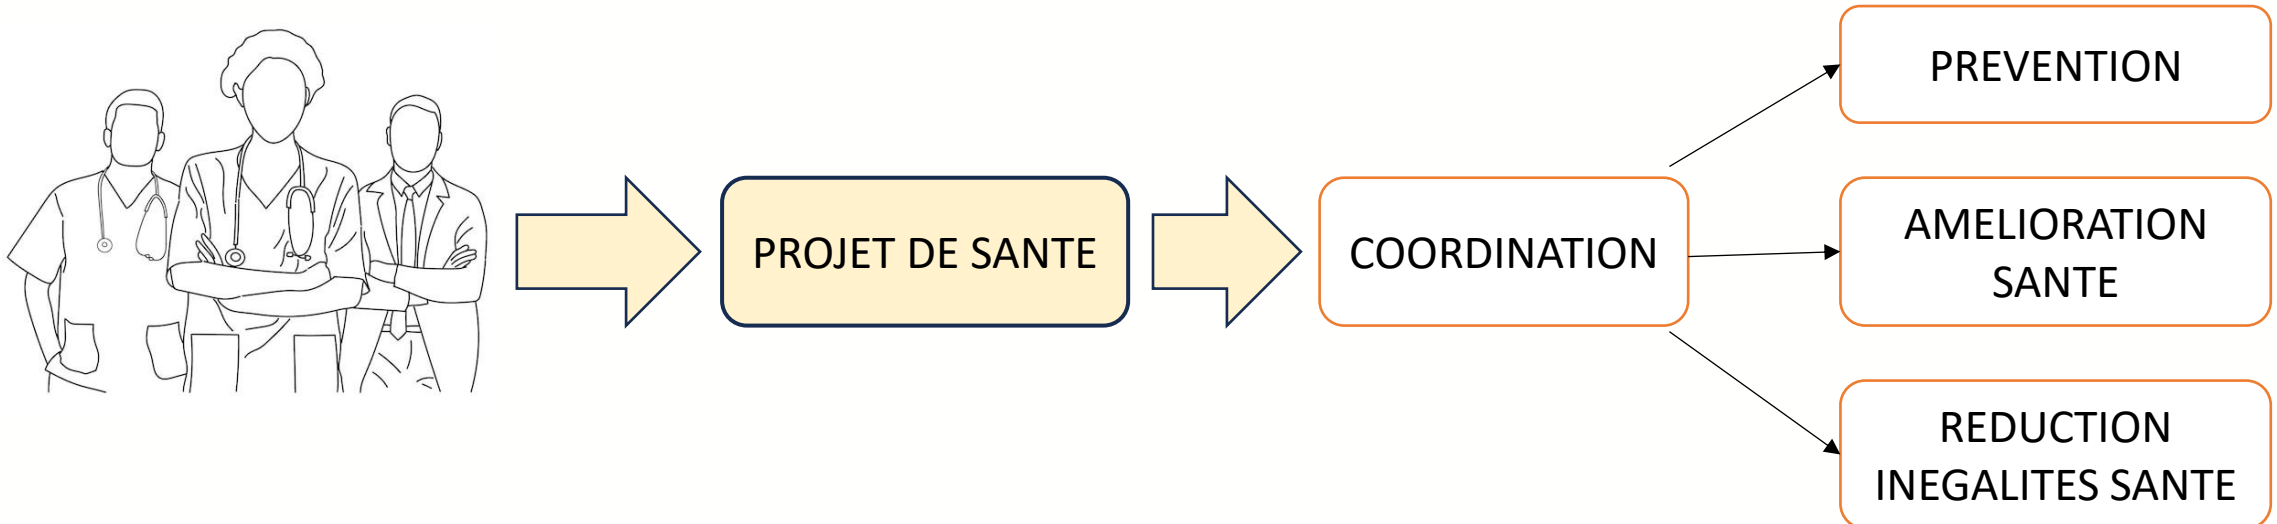 PROJET DE SANTE
COORDINATION
PREVENTION
AMELIORATION
SANTE
REDUCTION
INEGALITES SANTE